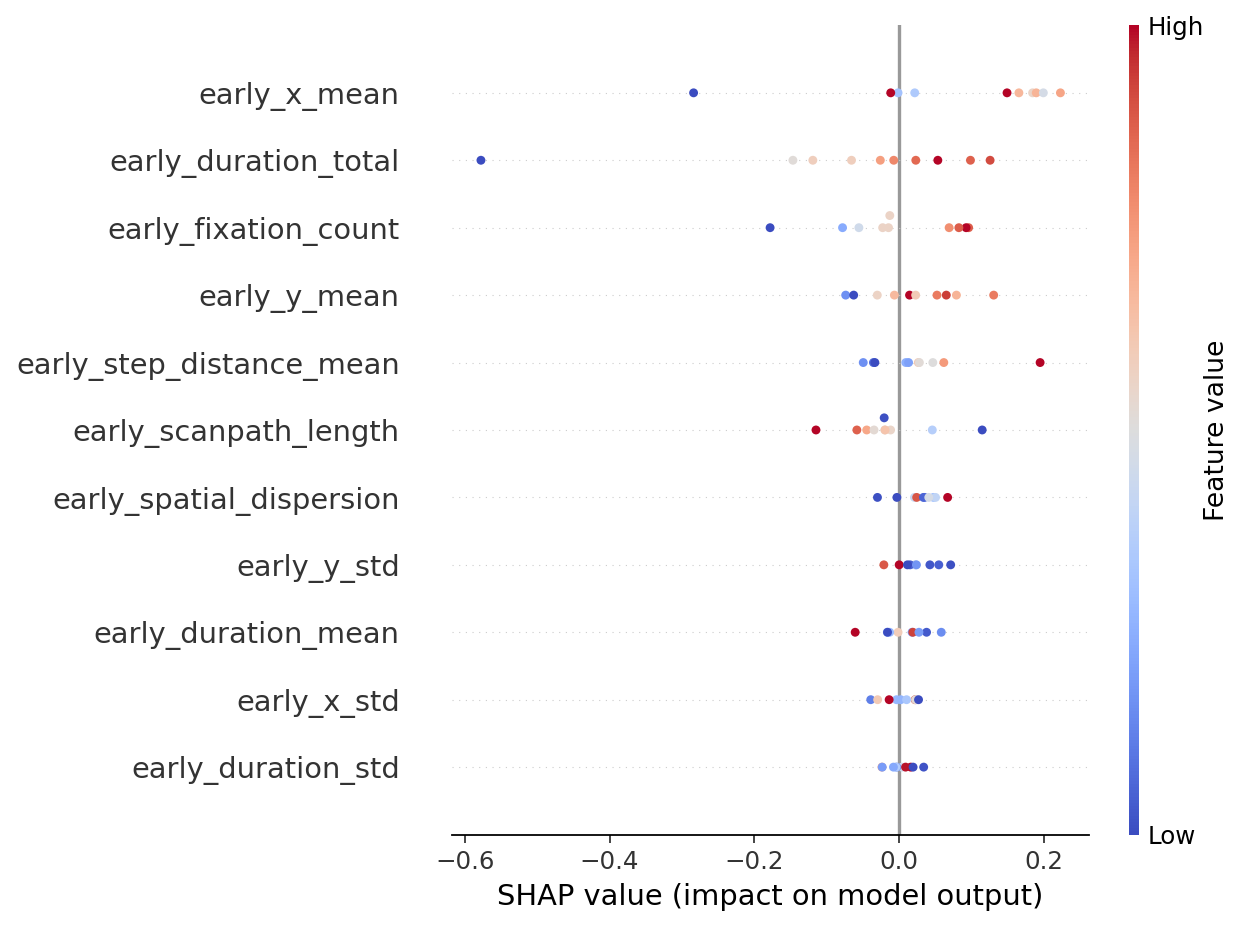 High
early_x_mean
early_duration_total
early_fixation_count
early_y_mean
early_step_distance_mean
early_scanpath_length
early_spatial_dispersion
early_y_std
early_duration_mean
early_x_std
early_duration_std
Feature value
Low
−0.6 −0.4 −0.2 0.0 0.2
SHAP value (impact on model output)